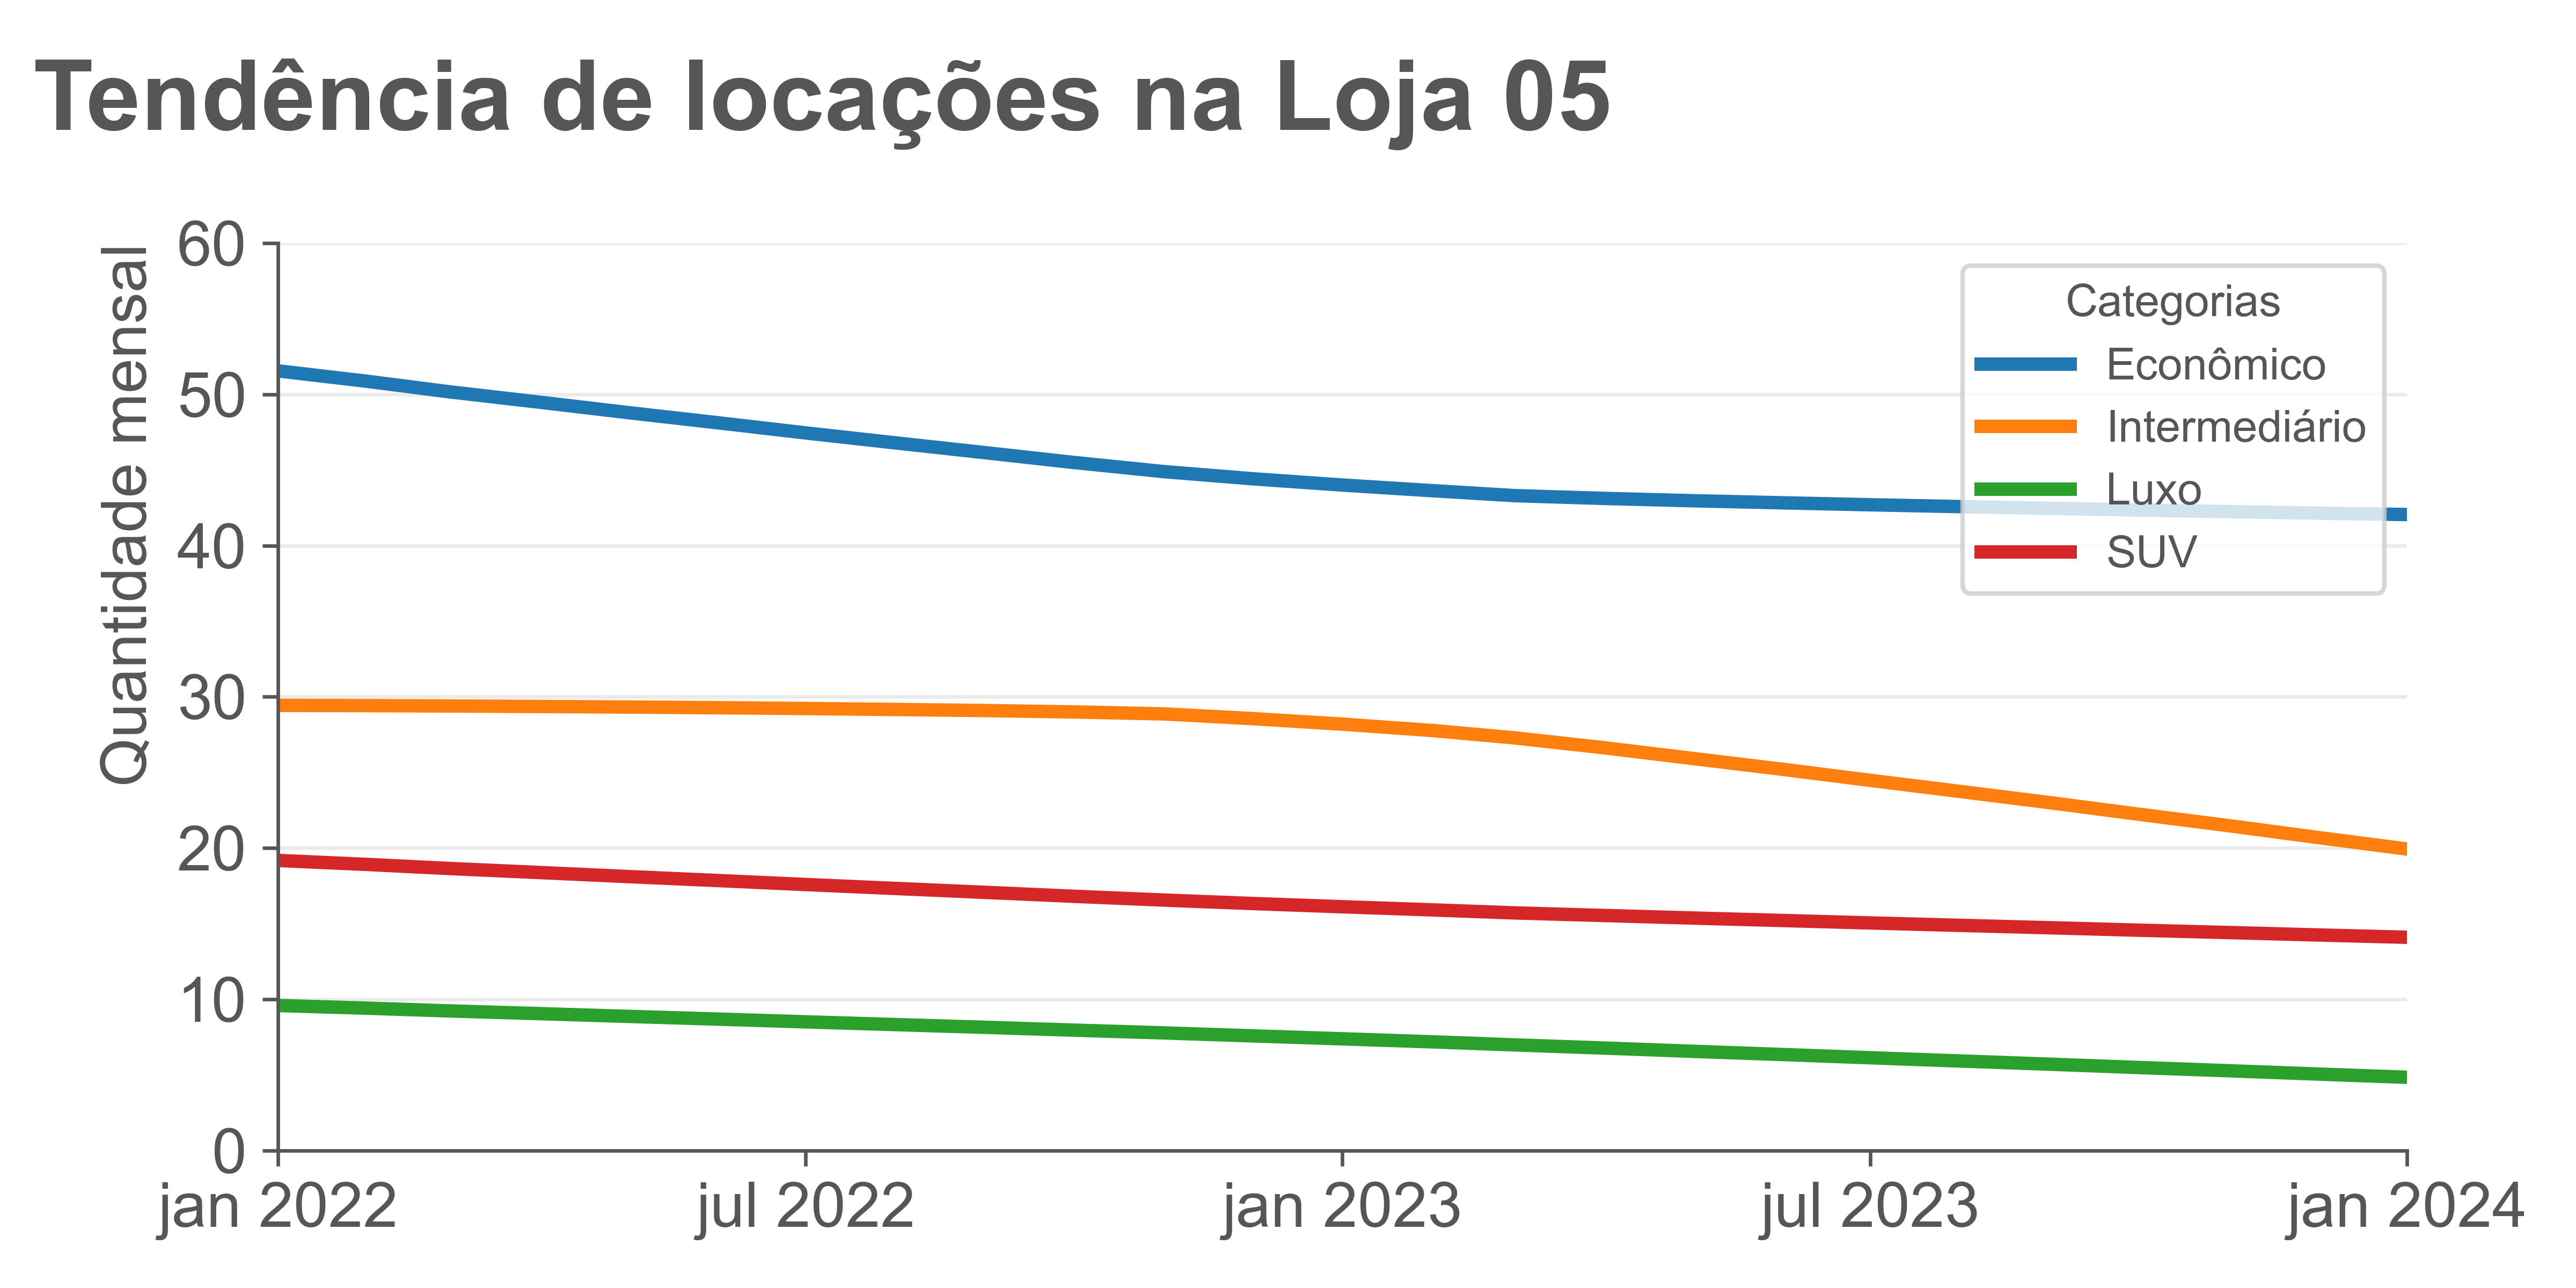 Tendência de locações na Loja 05
Quantidade mensal
60
50
40
30
20
10
0
jan 2022
jul 2022
jan 2023
jul 2023
jan 2024
Categorias
Econômico
Intermediário
Luxo
SUV